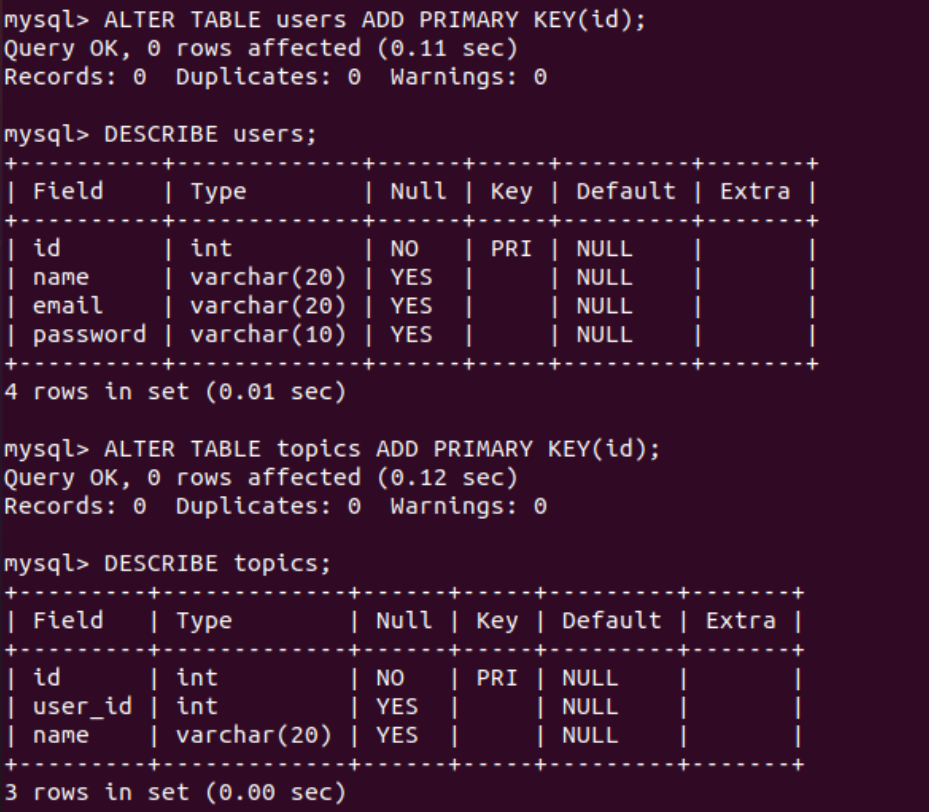 mysql> ALTER TABLE users ADD PRIMARY KEY(id);
Query OK, 0 rows affected (0.11 sec)
Records: 0  Duplicates: 0  Warnings: 0

mysql> DESCRIBE users;
+----------+-------------+------+-----+---------+-------+
| Field    | Type        | Null | Key | Default | Extra |
+----------+-------------+------+-----+---------+-------+
| id       | int         | NO   | PRI | NULL    |       |
| name     | varchar(20) | YES  |     | NULL    |       |
| email    | varchar(20) | YES  |     | NULL    |       |
| password | varchar(10) | YES  |     | NULL    |       |
+----------+-------------+------+-----+---------+-------+
4 rows in set (0.01 sec)

mysql> ALTER TABLE topics ADD PRIMARY KEY(id);
Query OK, 0 rows affected (0.12 sec)
Records: 0  Duplicates: 0  Warnings: 0

mysql> DESCRIBE topics;
+---------+-------------+------+-----+---------+-------+
| Field   | Type        | Null | Key | Default | Extra |
+---------+-------------+------+-----+---------+-------+
| id      | int         | NO   | PRI | NULL    |       |
| user_id | int         | YES  |     | NULL    |       |
| name    | varchar(20) | YES  |     | NULL    |       |
+---------+-------------+------+-----+---------+-------+
3 rows in set (0.00 sec)